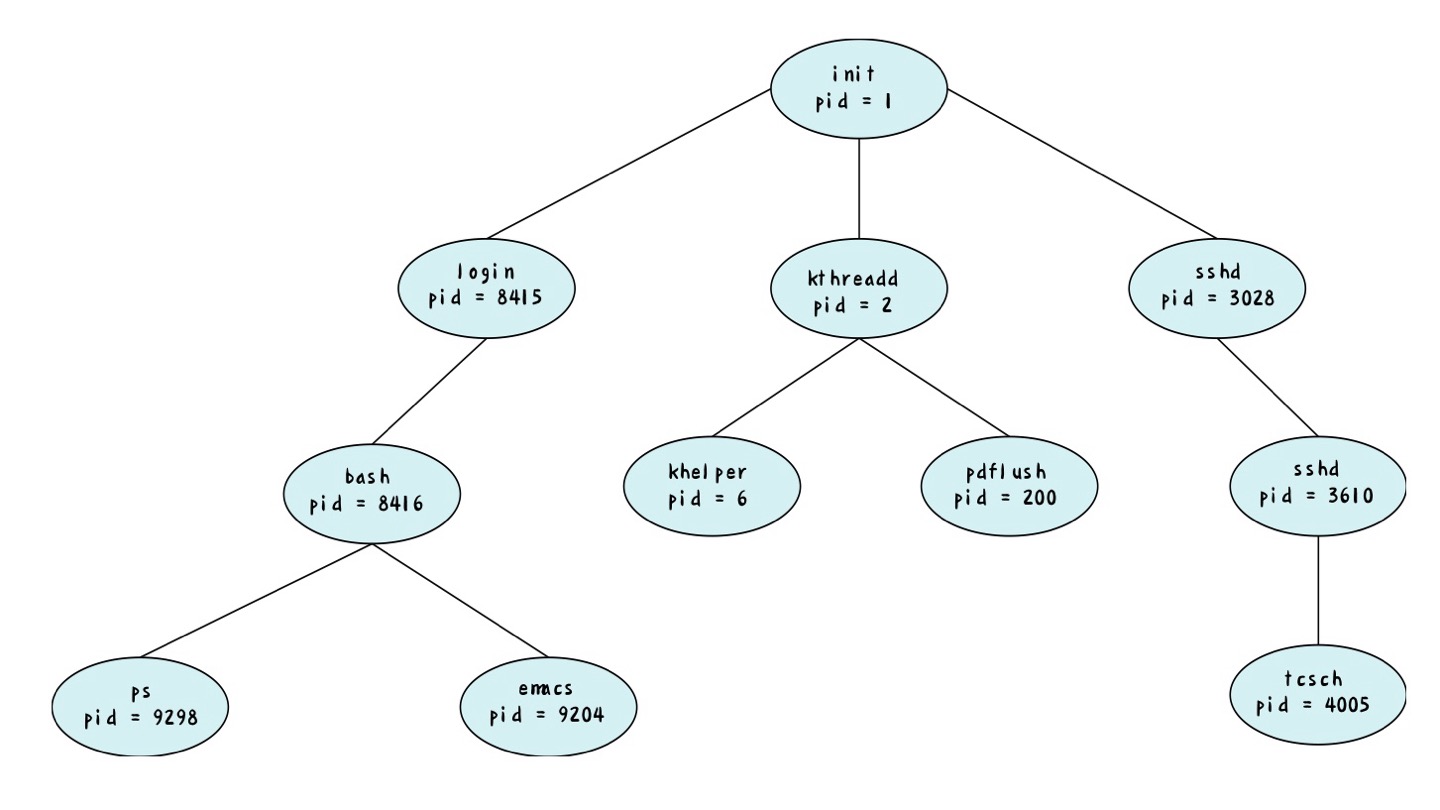 init
pid = 1
login
pid = 8415
kthreadd
pid = 2
sshd
pid = 3028
bash
pid = 8416
khelper
pid = 6
pdflush
pid = 200
sshd
pid = 3610
ps
pid = 9298
emacs
pid = 9204
tcsch
pid = 4005